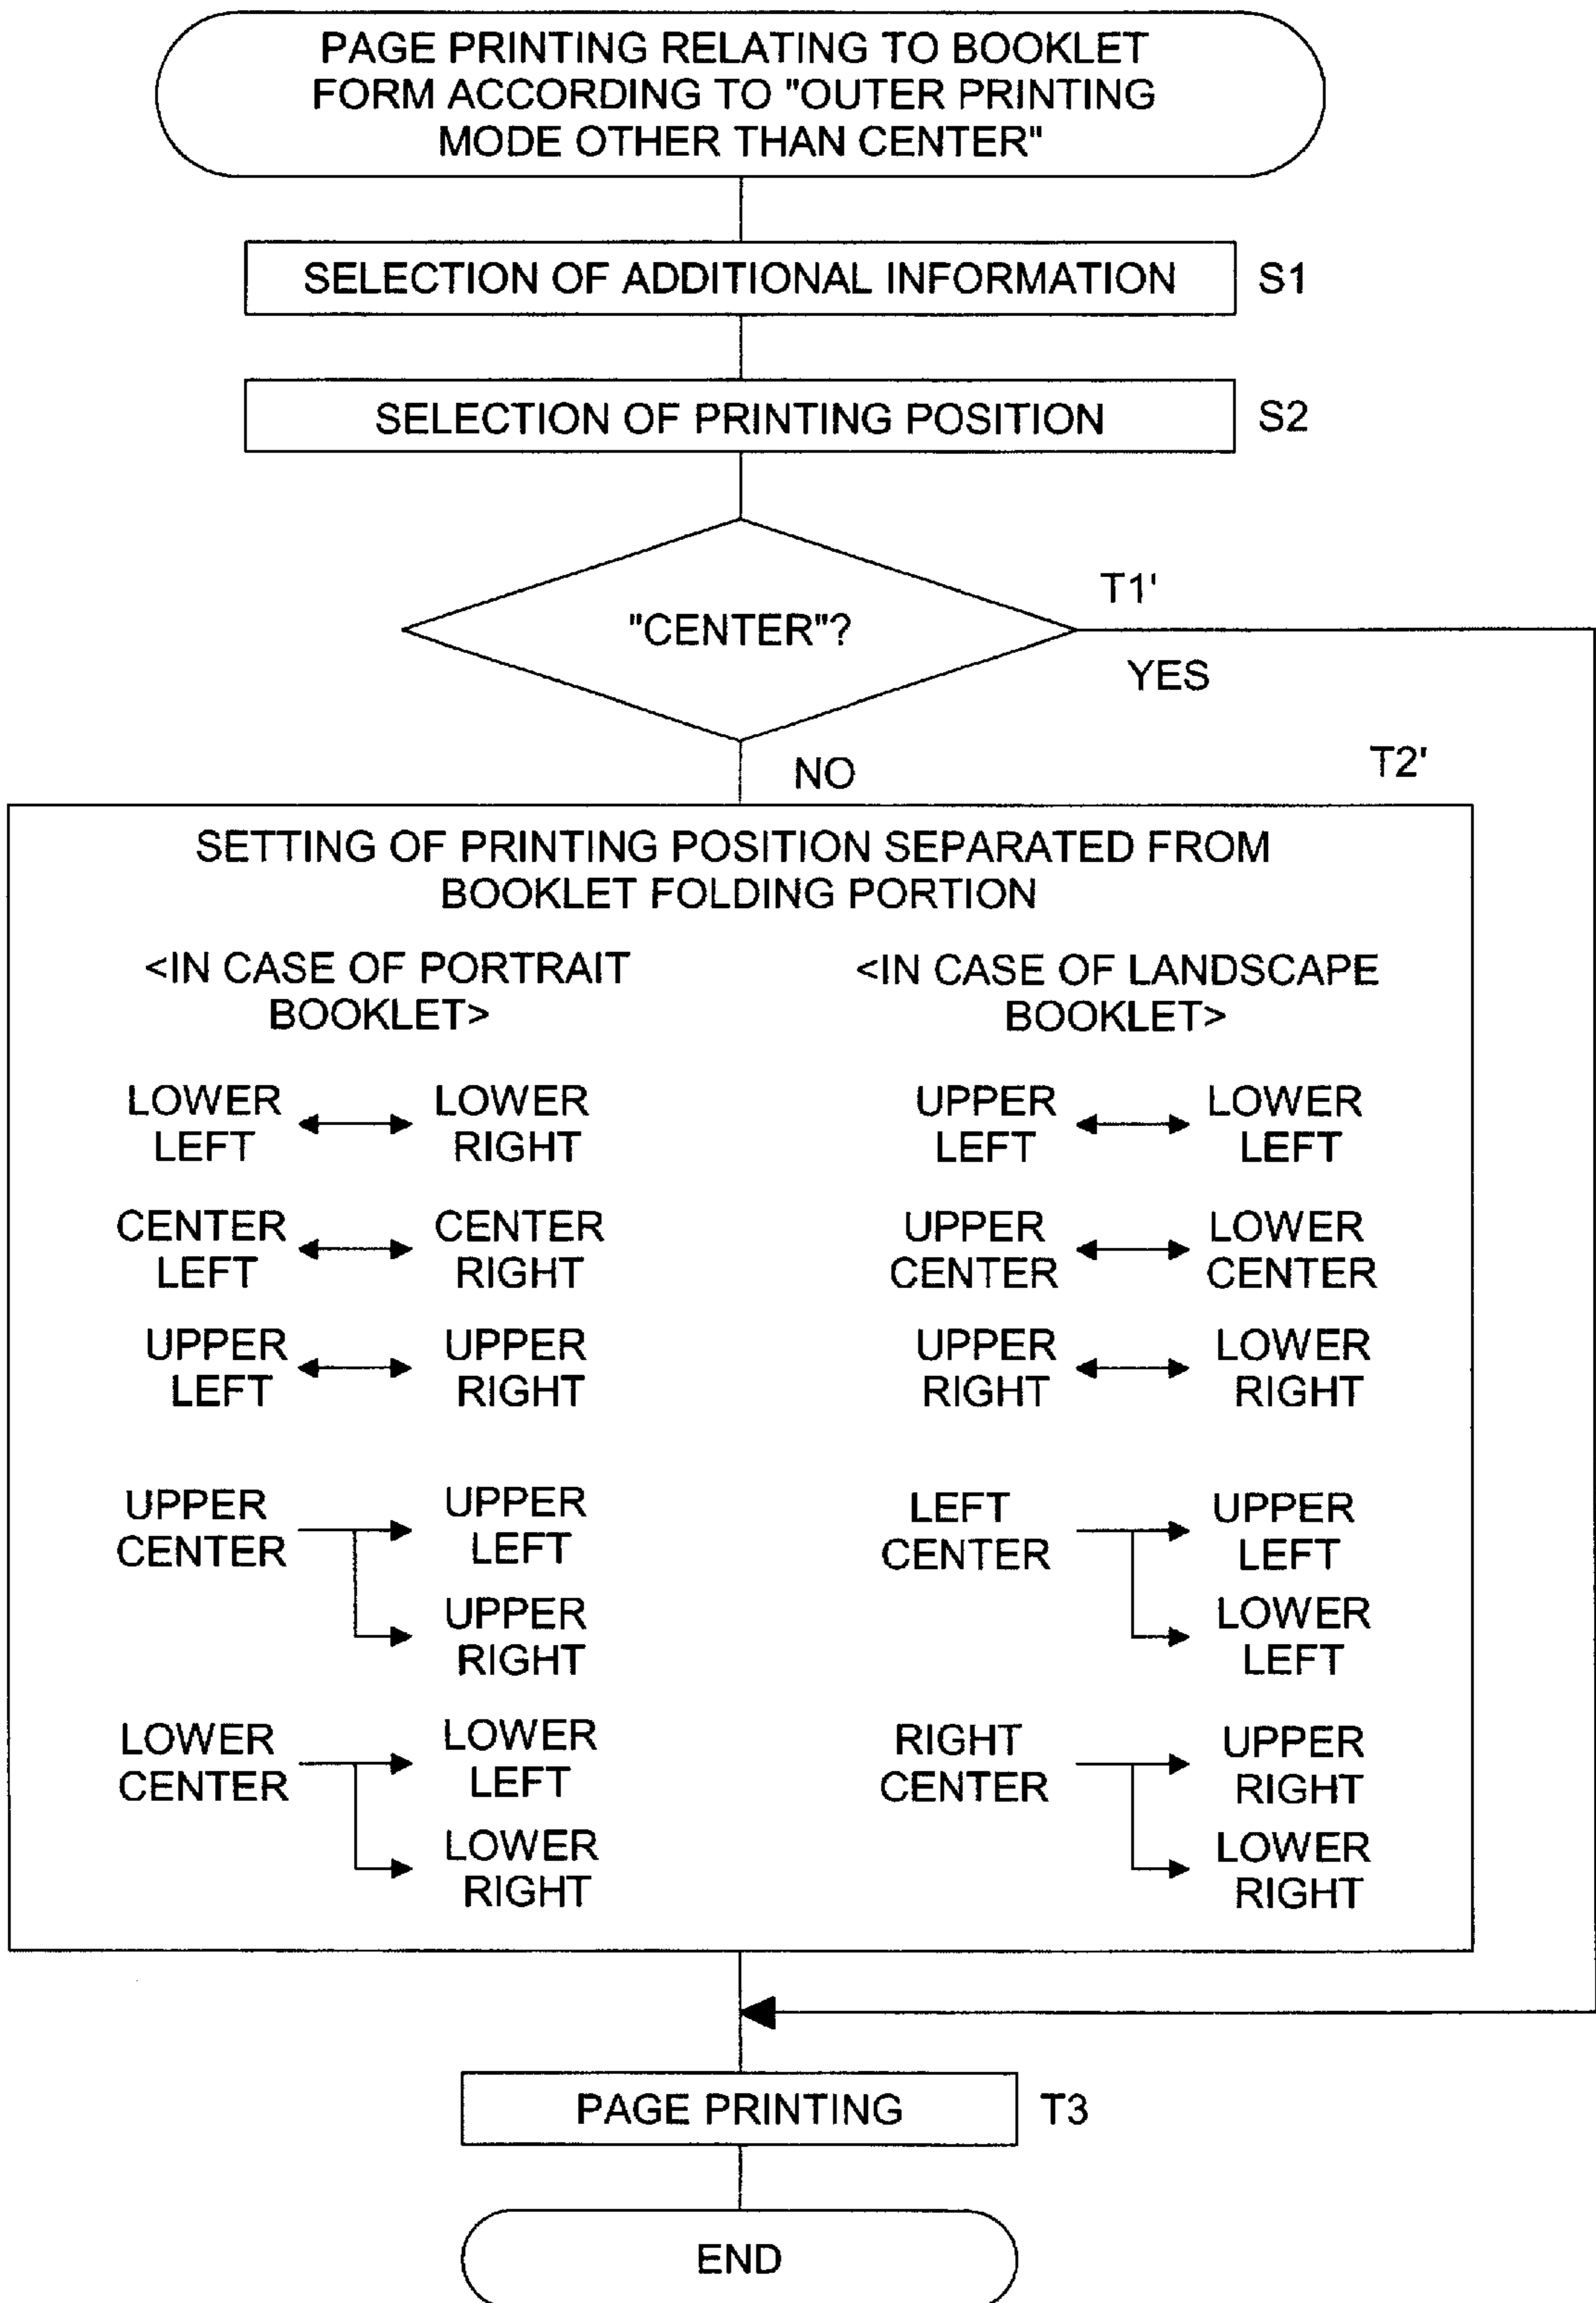 PAGE PRINTING RELATING TO BOOKLET
FORM ACCORDING TO "OUTER PRINTING
MODE OTHER THAN CENTER"
SELECTION OF ADDITIONAL INFORMATION
S1
SELECTION OF PRINTING POSITION
S2
"CENTER"?
T1'
YES
NO
T2'
SETTING OF PRINTING POSITION SEPARATED FROM
BOOKLET FOLDING PORTION
<IN CASE OF PORTRAIT
BOOKLET>
LOWER
LEFT
LOWER
RIGHT
CENTER
LEFT
CENTER
RIGHT
UPPER
LEFT
UPPER
RIGHT
UPPER
CENTER
UPPER
LEFT
UPPER
RIGHT
LOWER
CENTER
LOWER
LEFT
LOWER
RIGHT
<IN CASE OF LANDSCAPE
BOOKLET>
UPPER
LEFT
LOWER
LEFT
UPPER
CENTER
LOWER
CENTER
UPPER
RIGHT
LOWER
RIGHT
LEFT
CENTER
UPPER
LEFT
LOWER
LEFT
RIGHT
CENTER
UPPER
RIGHT
LOWER
RIGHT
PAGE PRINTING
T3
END